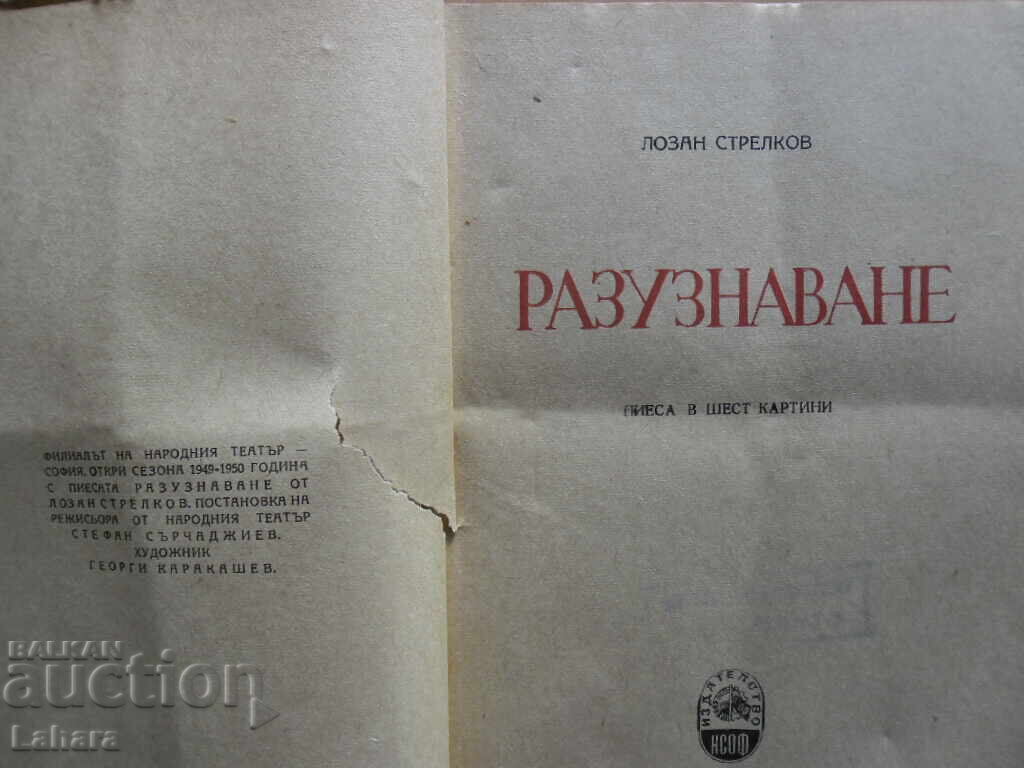 ФИЛИАЛЪТ НА НАРОДНИЯ ТЕАТЪР —
СОФИЯ, ОТКРИ СЕЗОНА 1949-1950 ГОДИНА
С ПИЕСАТА РАЗУЗНАВАНЕ ОТ
ЛОЗАН СТРЕЛКОВ. ПОСТАНОВКА НА
РЕЖИСЬОРА ОТ НАРОДНИЯ ТЕАТЪР
СТЕФАН СЪРЧАДЖИЕВ.
ХУДОЖНИК
ГЕОРГИ КАРАКАШЕВ.
ЛОЗАН СТРЕЛКОВ
РАЗУЗНАВАНЕ
ПИЕСА В ШЕСТ КАРТИНИ
ИЗДАТЕЛСТВО
НСОФ
BALKAN
auction
Lahara